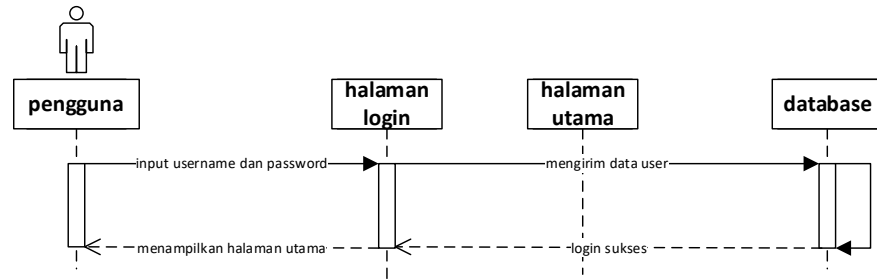 pengguna
halaman
login
halaman
utama
database
input username dan password
mengirim data user
menampilkan halaman utama
login sukses